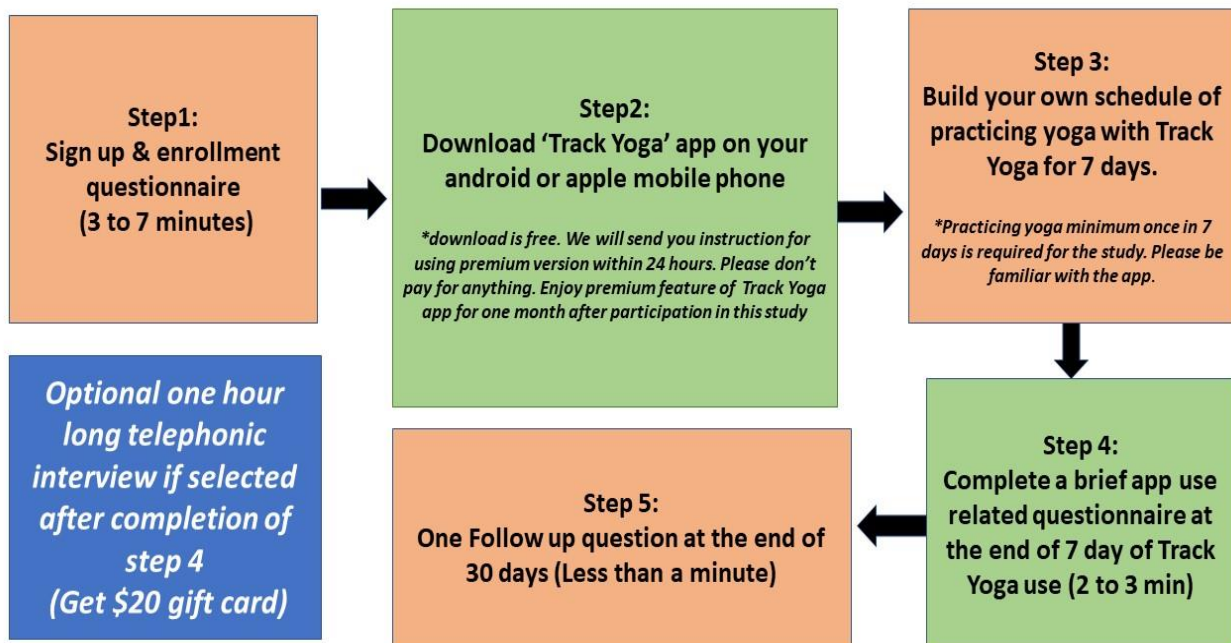 Step1:
Sign up & enrollment
questionnaire
(3 to 7 minutes)
Step2:
Download ‘Track Yoga’ app on your
android or apple mobile phone
*download is free. We will send you instruction for
using premium version within 24 hours. Please don’t
pay for anything. Enjoy premium feature of Track Yoga
app for one month after participation in this study
Step 3:
Build your own schedule of
practicing yoga with Track
Yoga for 7 days.
*Practicing yoga minimum once in 7
days is required for the study. Please be
familiar with the app.
Step 4:
Complete a brief app use
related questionnaire at
the end of 7 day of Track
Yoga use (2 to 3 min)
Step 5:
One Follow up question at the end of
30 days (Less than a minute)
Optional one hour
long telephonic
interview if selected
after completion of
step 4
(Get $20 gift card)